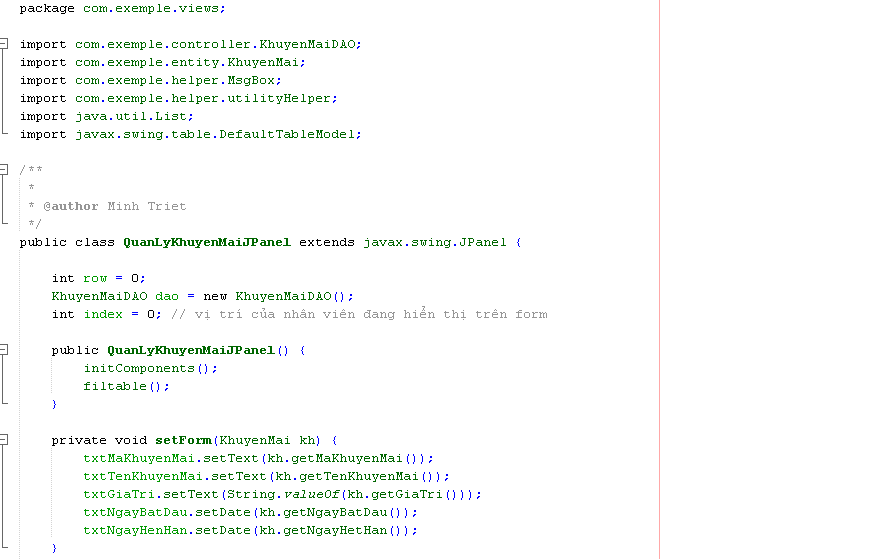 package com.exemple.views;
import com.exemple.controller.KhuyenMaiDAO;
import com.exemple.entity.KhuyenMai;
import com.exemple.helper.MsgBox;
import com.exemple.helper.utilityHelper;
import java.util.List;
import javax.swing.table.DefaultTableModel;
/**
*
* @author Minh Triet
*/
public class QuanLyKhuyenMaiJPanel extends javax.swing.JPanel {
int row = 0;
KhuyenMaiDAO dao = new KhuyenMaiDAO();
int index = 0; // vị trí của nhân viên đang hiển thị trên form
public QuanLyKhuyenMaiJPanel() {
initComponents();
filtable();
}
private void setForm(KhuyenMai kh) {
txtMaKhuyenMai.setText(kh.getMaKhuyenMai());
txtTenKhuyenMai.setText(kh.getTenKhuyenMai());
txtGiaTri.setText(String.valueOf(kh.getGiaTri()));
txtNgayBatDau.setDate(kh.getNgayBatDau());
txtNgayHenHan.setDate(kh.getNgayHetHan());
}